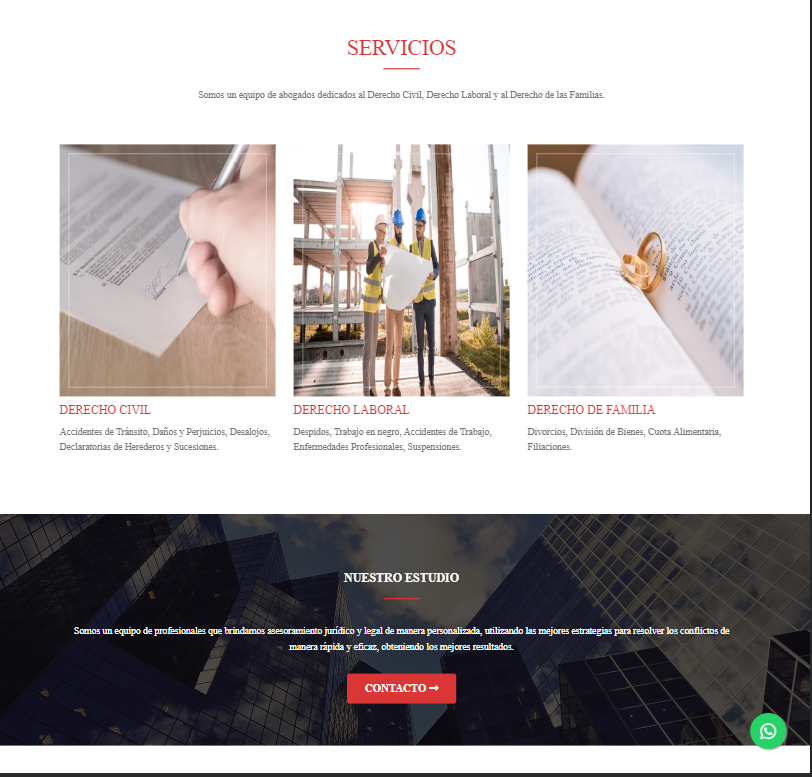 SERVICIOS
Somos un equipo de abogados dedicados al Derecho Civil, Derecho Laboral y al Derecho de las Familias.
DERECHO CIVIL
Accidentes de Tránsito, Daños y Perjuicios, Desalojos,
Declaratorias de Herederos y Sucesiones.
DERECHO LABORAL
Despidos, Trabajo en negro, Accidentes de Trabajo,
Enfermedades Profesionales, Suspensiones.
DERECHO DE FAMILIA
Divorcios, División de Bienes, Cuota Alimentaria,
Filiaciones.
NUESTRO ESTUDIO
Somos un equipo de profesionales que brindamos asesoramiento jurídico y legal de manera personalizada, utilizando las mejores estrategias para resolver los conflictos de
manera rápida y eficaz, obteniendo los mejores resultados.
CONTACTO →